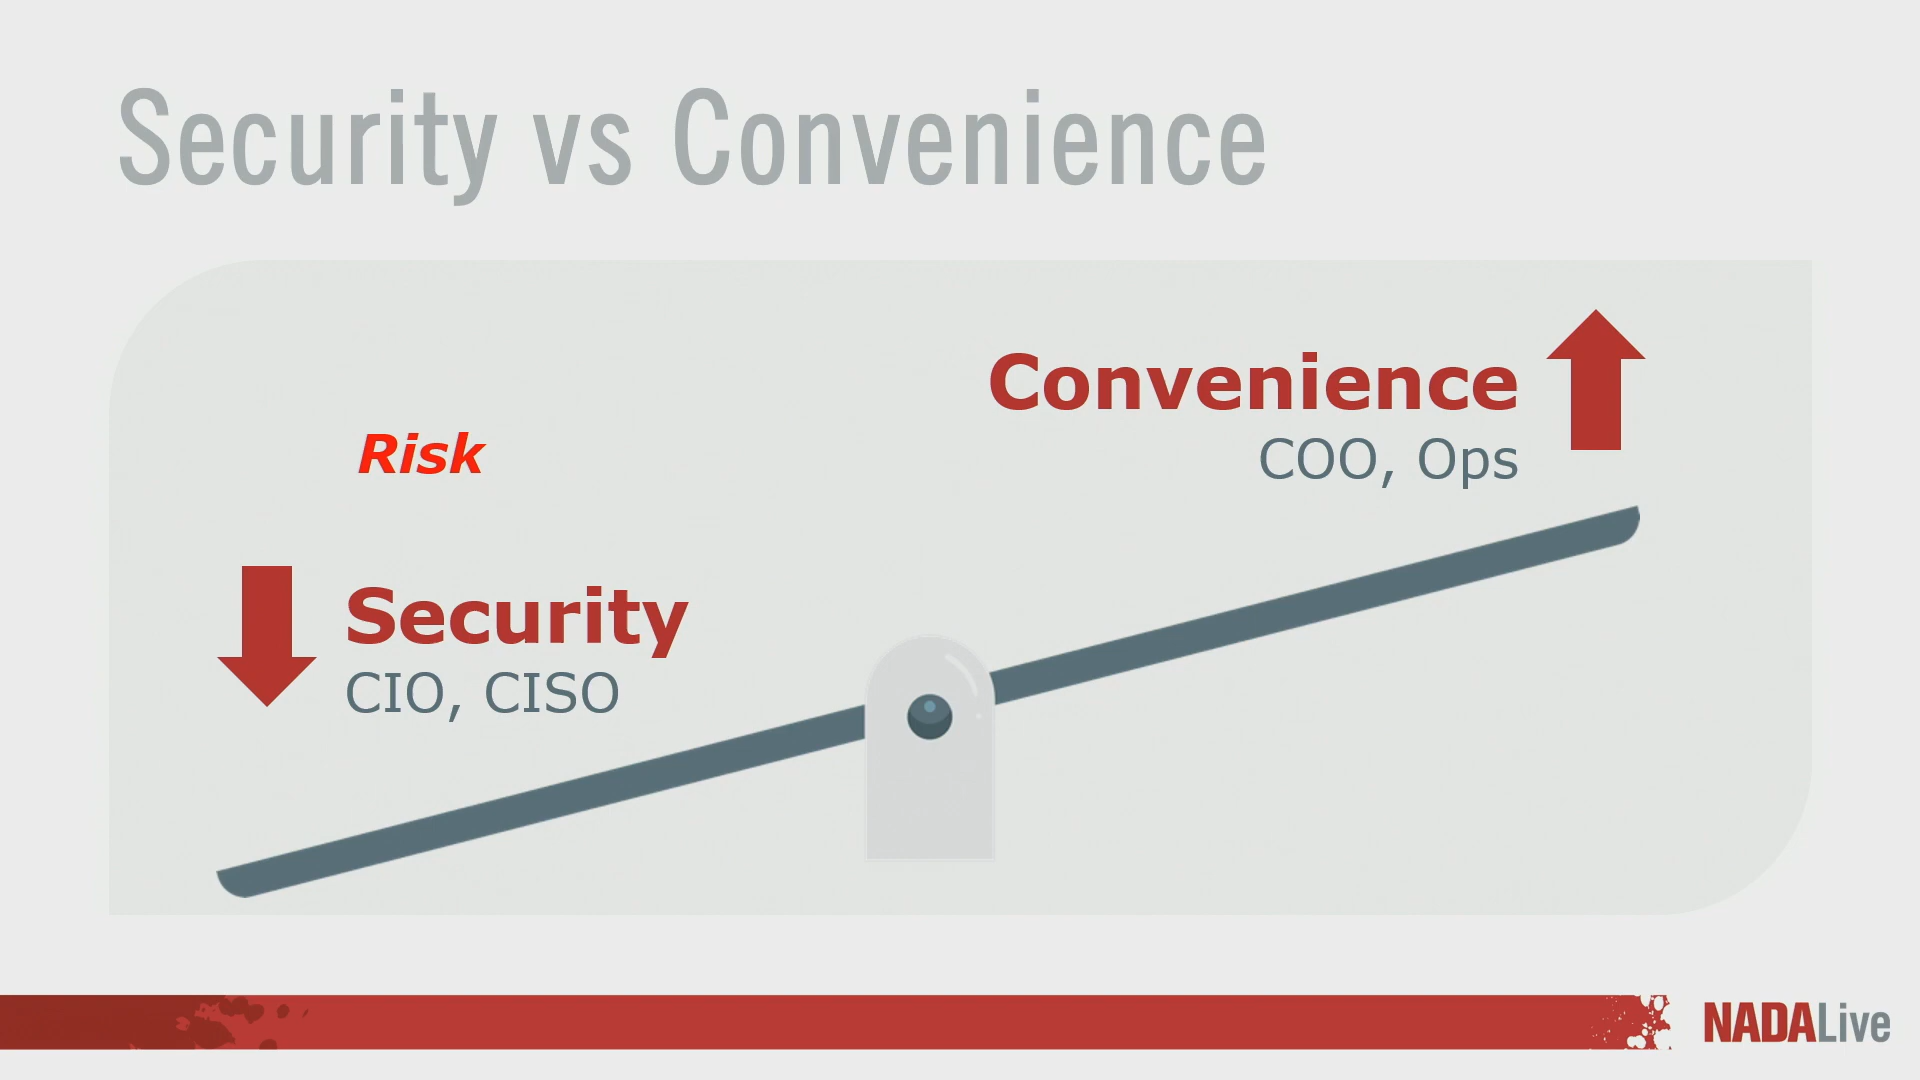 Security vs Convenience
Convenience
COO, Ops
Risk
Security
CIO, CISO
NADALive